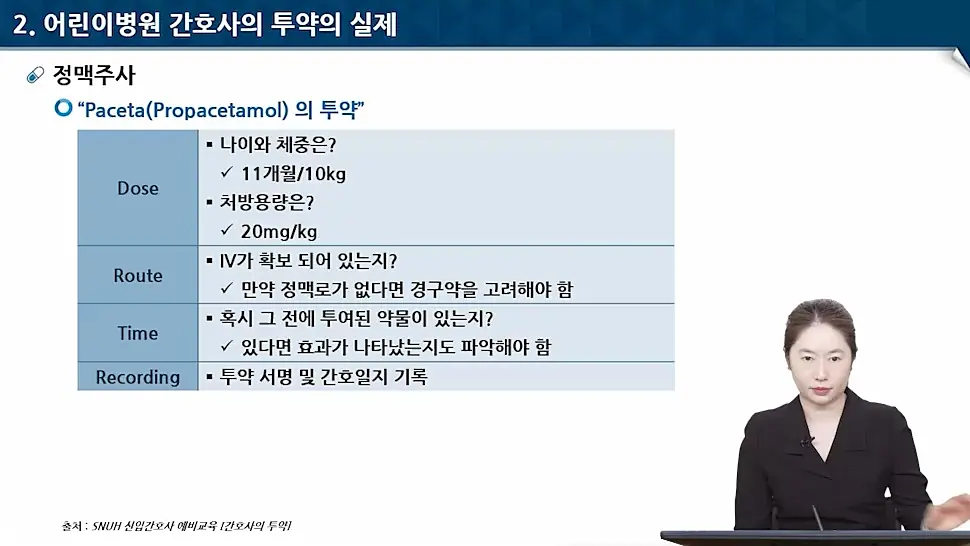 2. 어린이병원 간호사의 투약의 실제
정맥주사
“Paceta(Propacetamol) 의 투약”
Dose
▪ 나이와 체중은?
✓ 11개월/10kg
▪ 처방용량은?
✓ 20mg/kg
Route
▪ IV가 확보 되어 있는지?
✓ 만약 정맥로가 없다면 경구약을 고려해야 함
Time
▪ 혹시 그 전에 투여된 약물이 있는지?
✓ 있다면 효과가 나타났는지도 파악해야 함
Recording
▪ 투약 서명 및 간호일지 기록
출처 : SNUH 신입간호사 예비교육 [간호사의 투약]